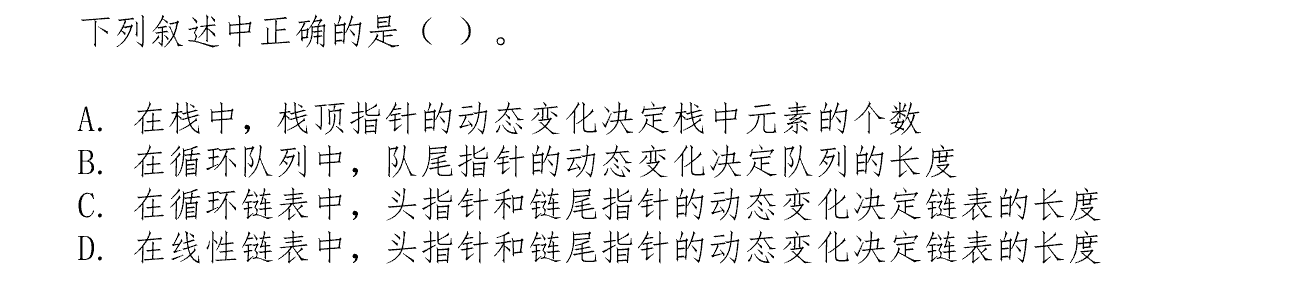 下列叙述中正确的是（ ）。
A. 在栈中，栈顶指针的动态变化决定栈中元素的个数
B. 在循环队列中，队尾指针的动态变化决定队列的长度
C. 在循环链表中，头指针和链尾指针的动态变化决定链表的长度
D. 在线性链表中，头指针和链尾指针的动态变化决定链表的长度